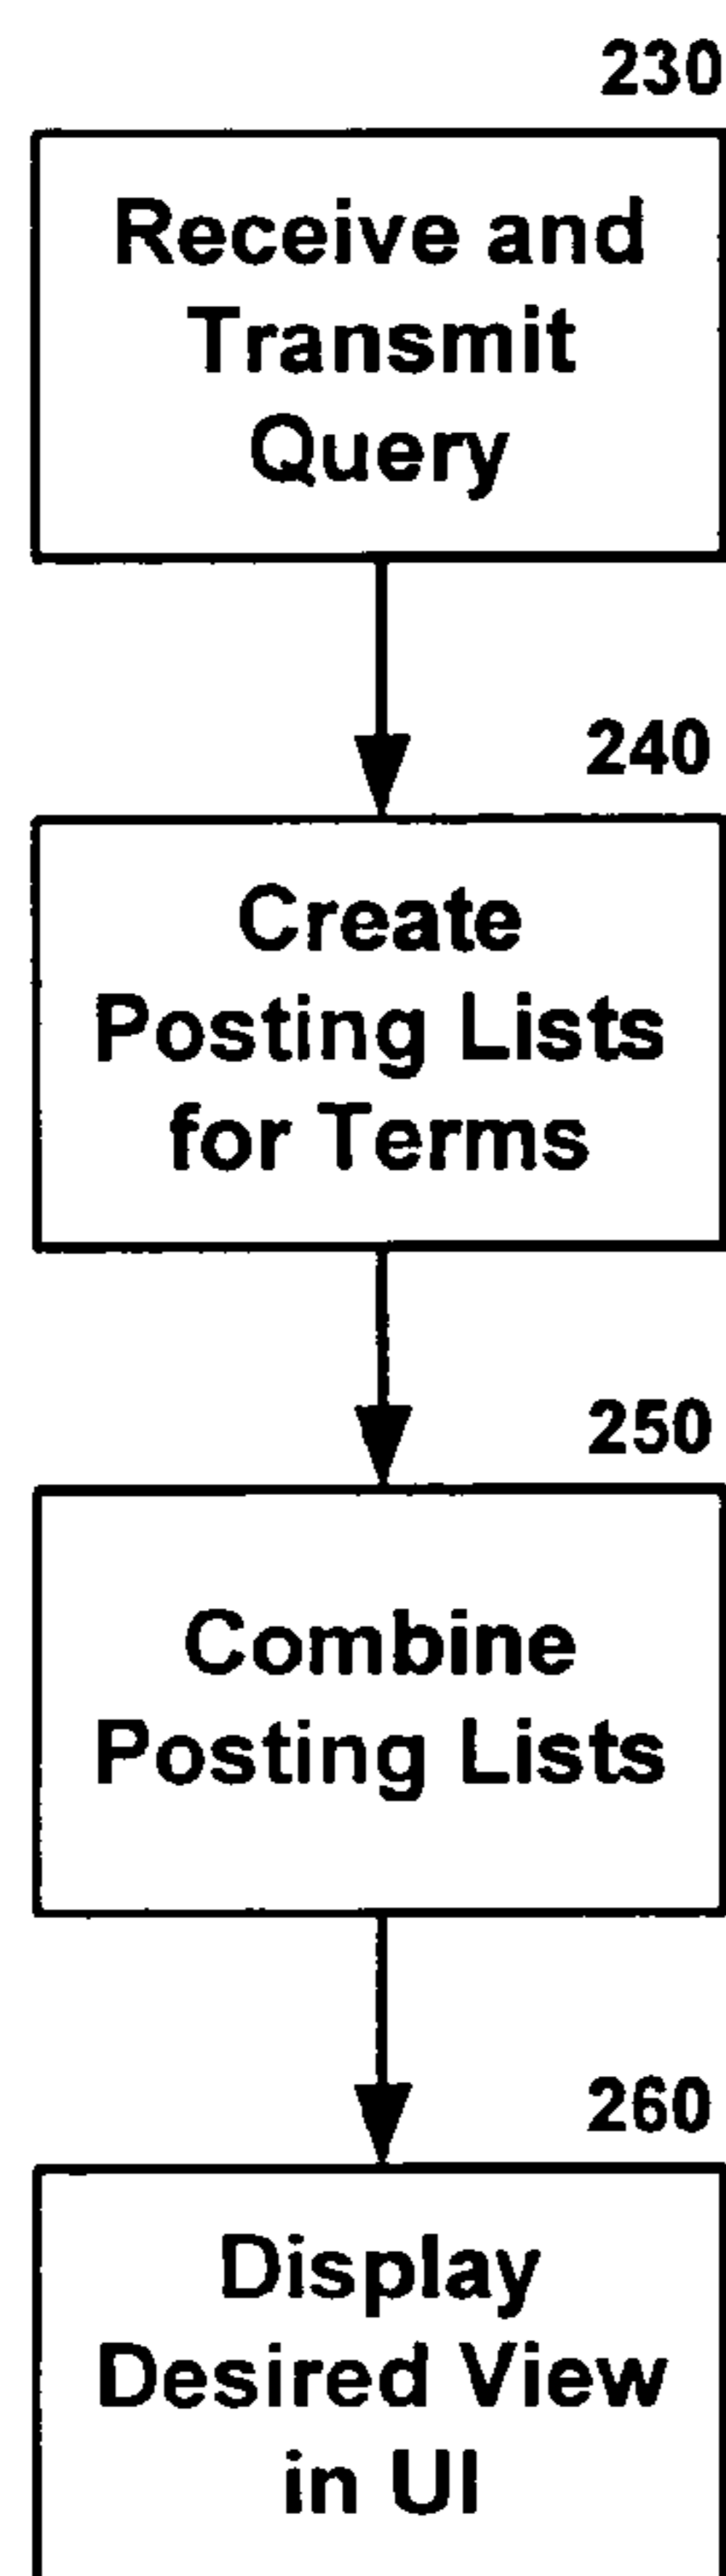 230
Receive and
Transmit
Query
240
Create
Posting Lists
for Terms
250
Combine
Posting Lists
260
Display
Desired View
in UI